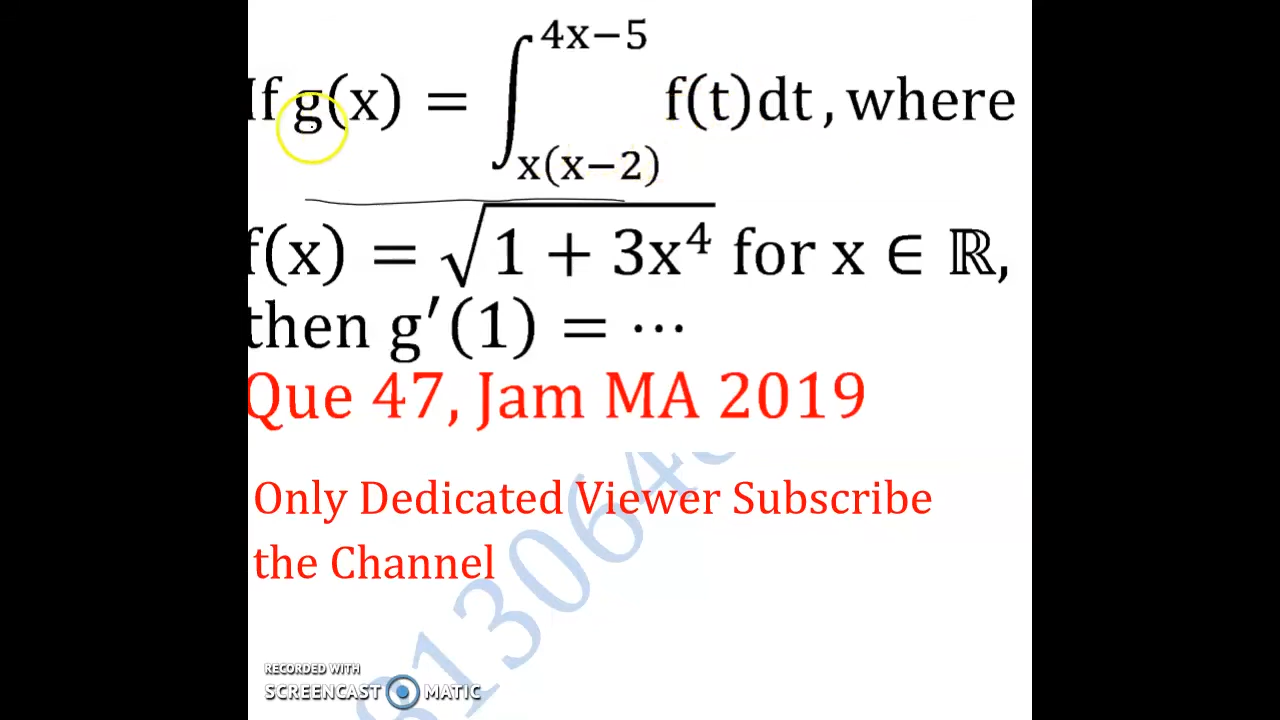 If g(x) = ∫_{x(x−2)}^{4x−5} f(t)dt , where
f(x) = √(1 + 3x⁴) for x ∈ ℝ,
then g′(1) = ⋯
Que 47, Jam MA 2019
Only Dedicated Viewer Subscribe
the Channel
RECORDED WITH
SCREENCAST MATIC